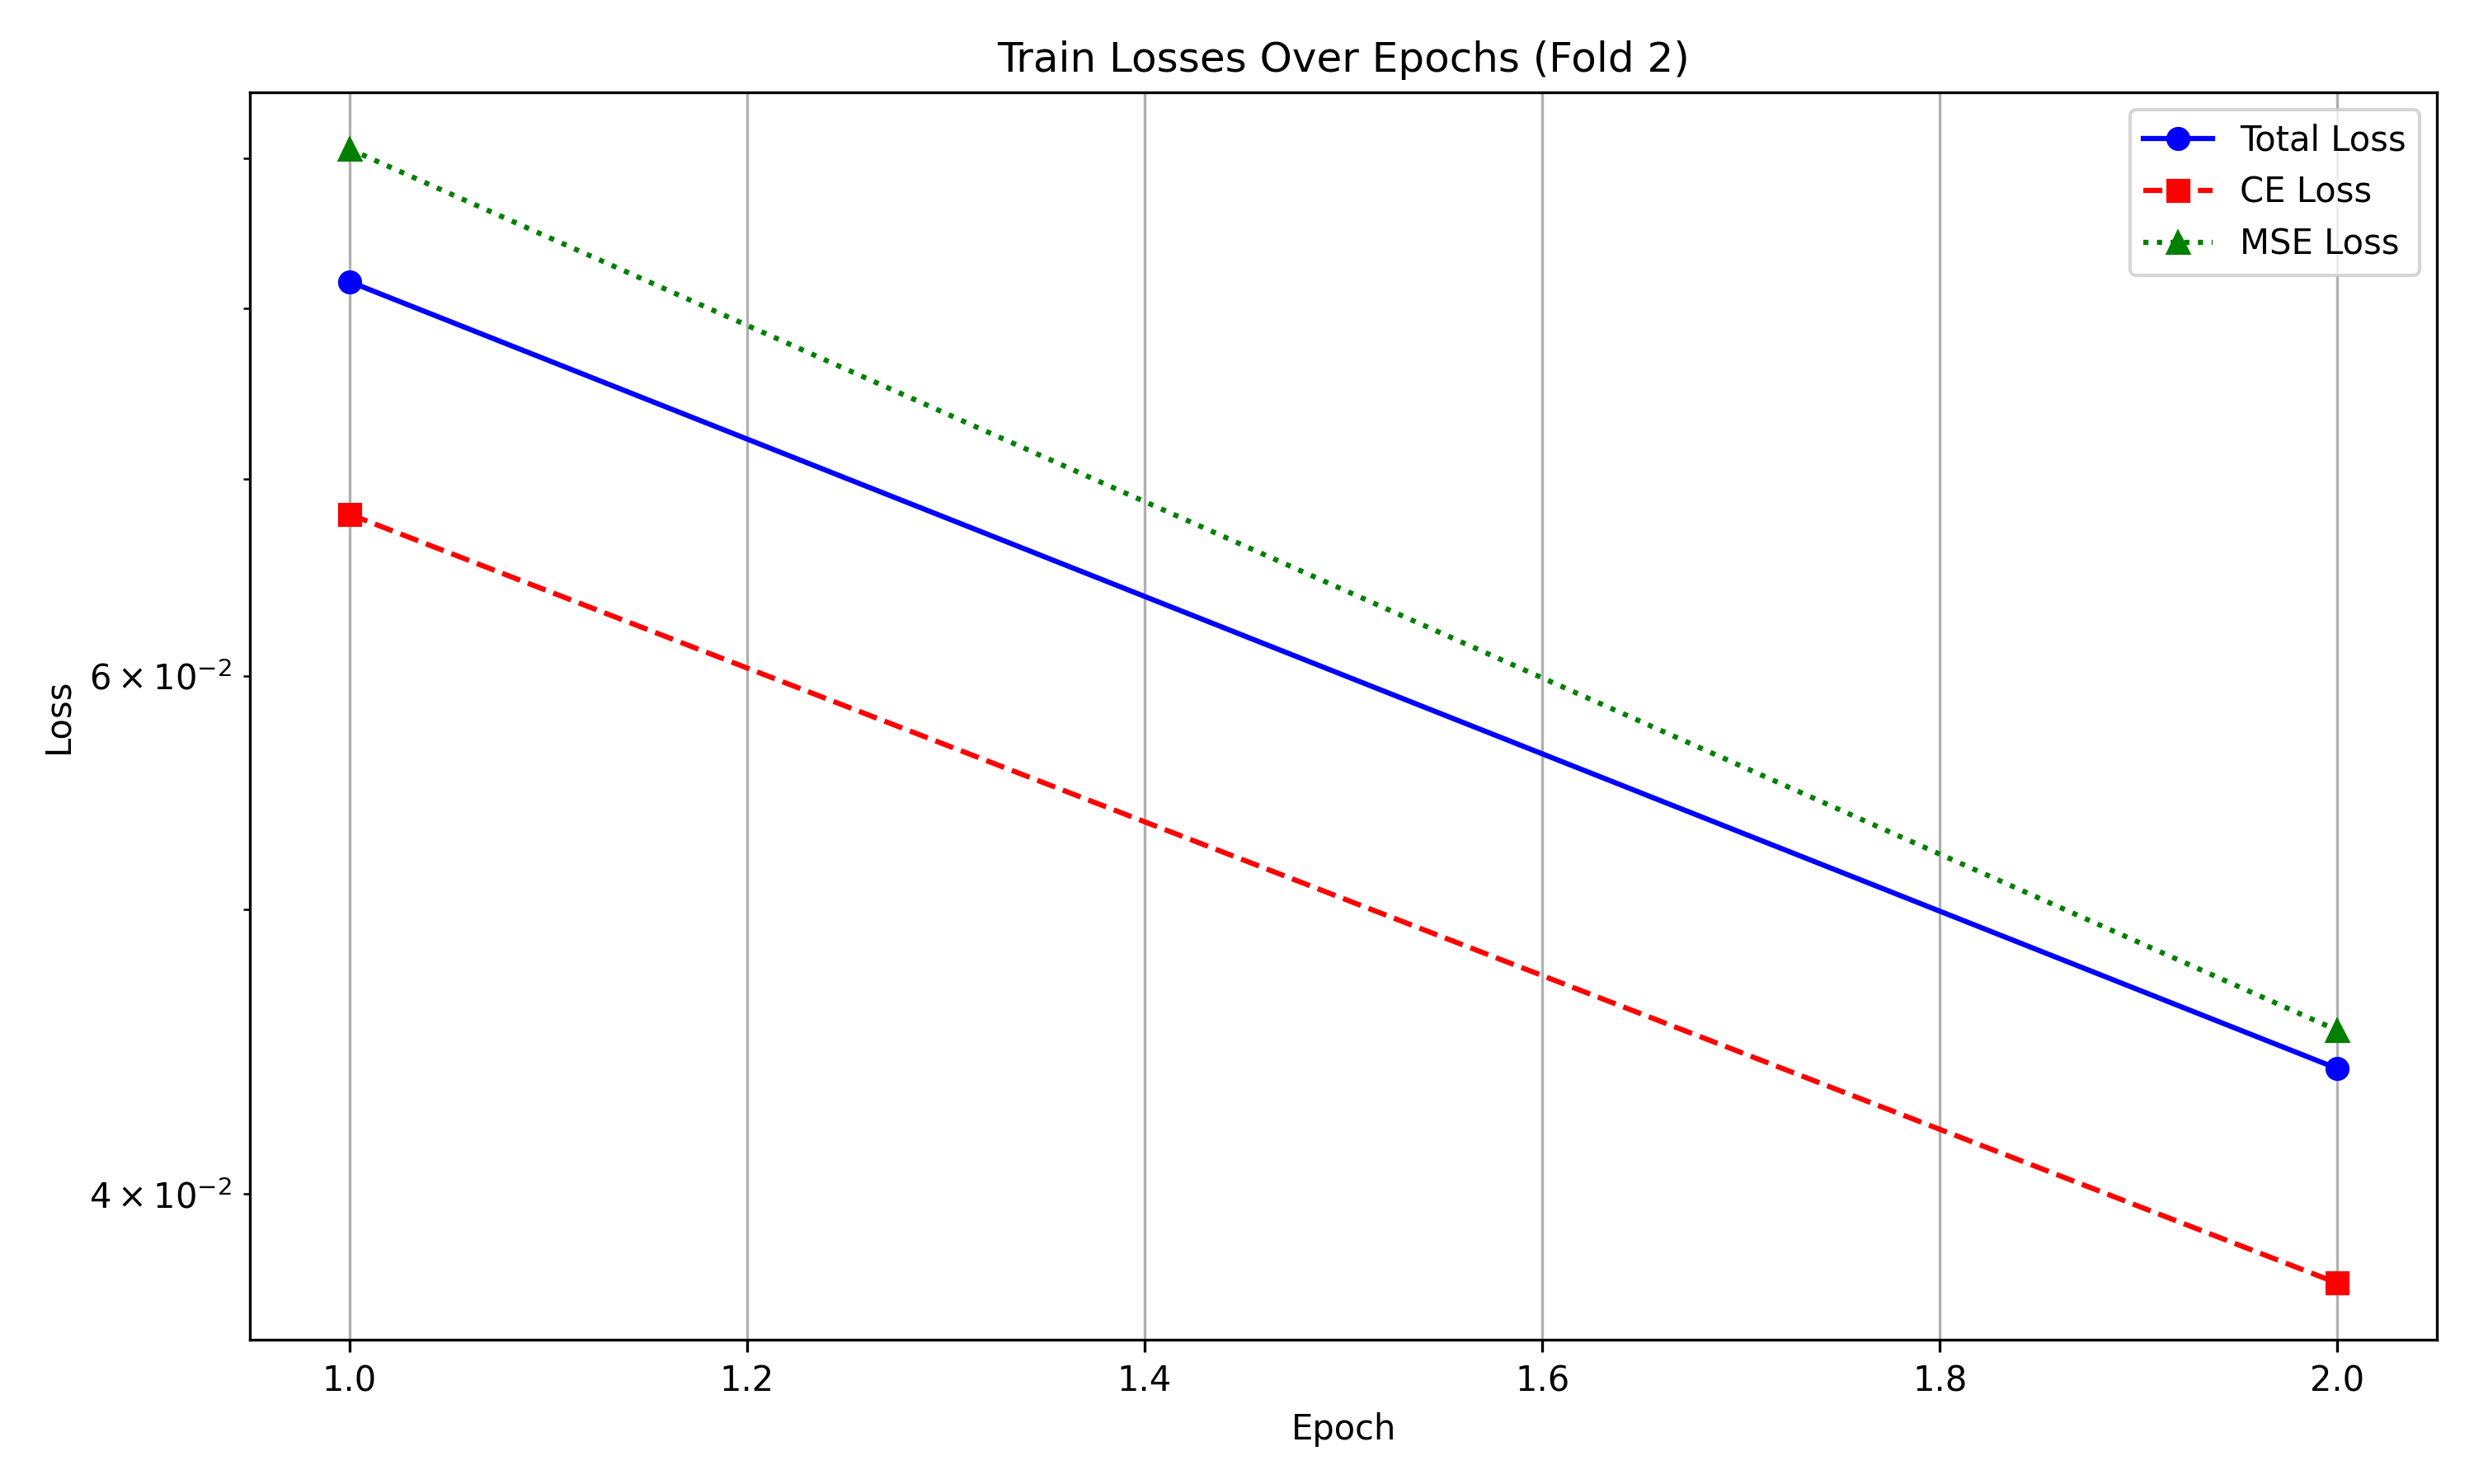 Train Losses Over Epochs (Fold 2)
Total Loss
CE Loss
MSE Loss
Loss
6 × 10⁻²
4 × 10⁻²
1.0 1.2 1.4 1.6 1.8 2.0
Epoch